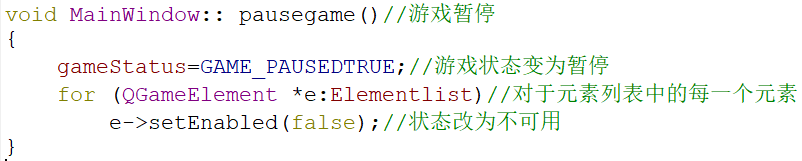 void MainWindow:: pausegame()//游戏暂停
{
    gameStatus=GAME_PAUSEDTRUE;//游戏状态变为暂停
    for (QGameElement *e:Elementlist)//对于元素列表中的每一个元素
        e->setEnabled(false);//状态改为不可用
}